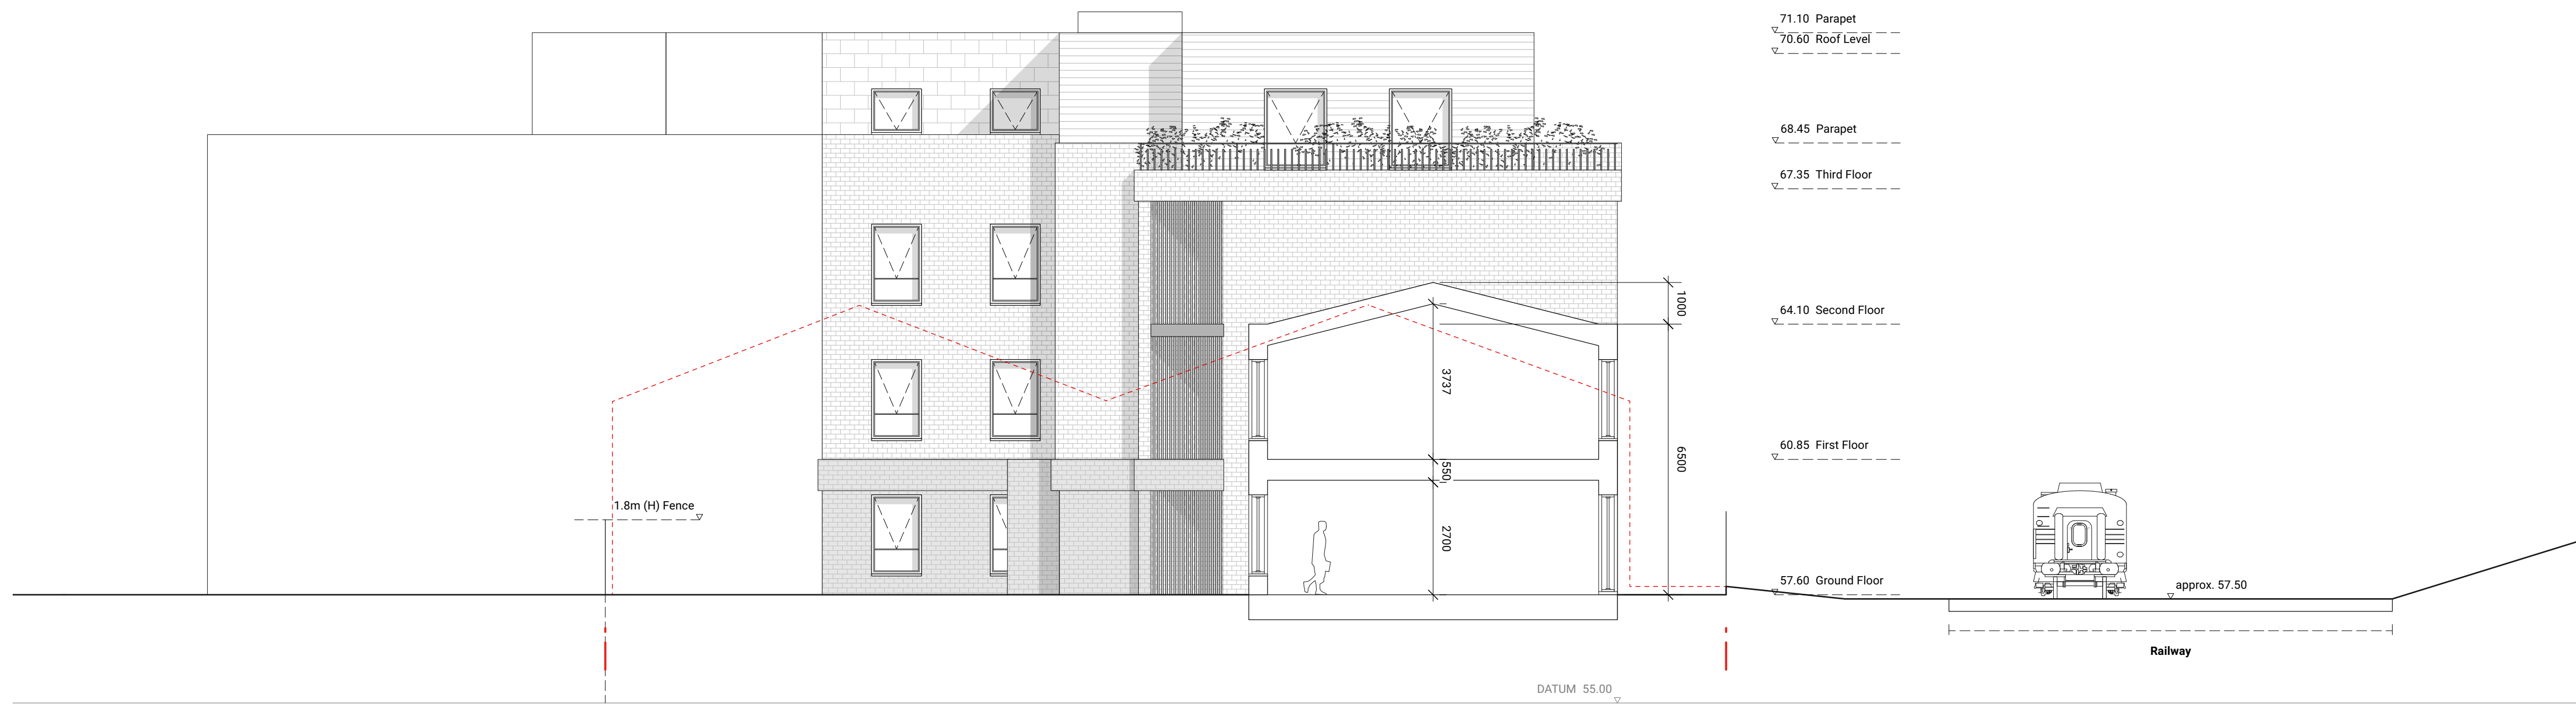 71.10 Parapet
70.60 Roof Level
68.45 Parapet
67.35 Third Floor
1000
64.10 Second Floor
3737
6500
60.85 First Floor
550
1.8m (H) Fence
2700
57.60 Ground Floor
approx. 57.50
Railway
DATUM 55.00